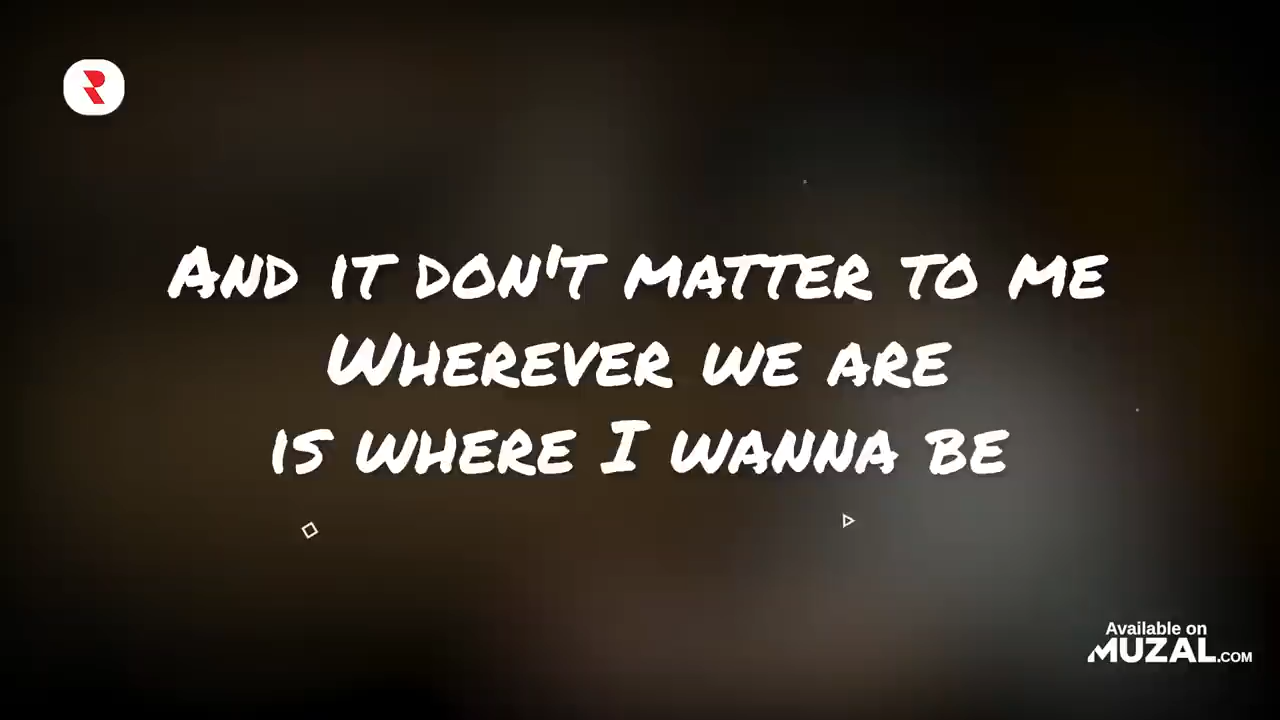 R
And it don't matter to me
Wherever we are
is where I wanna be
Available on
MUZAL.COM